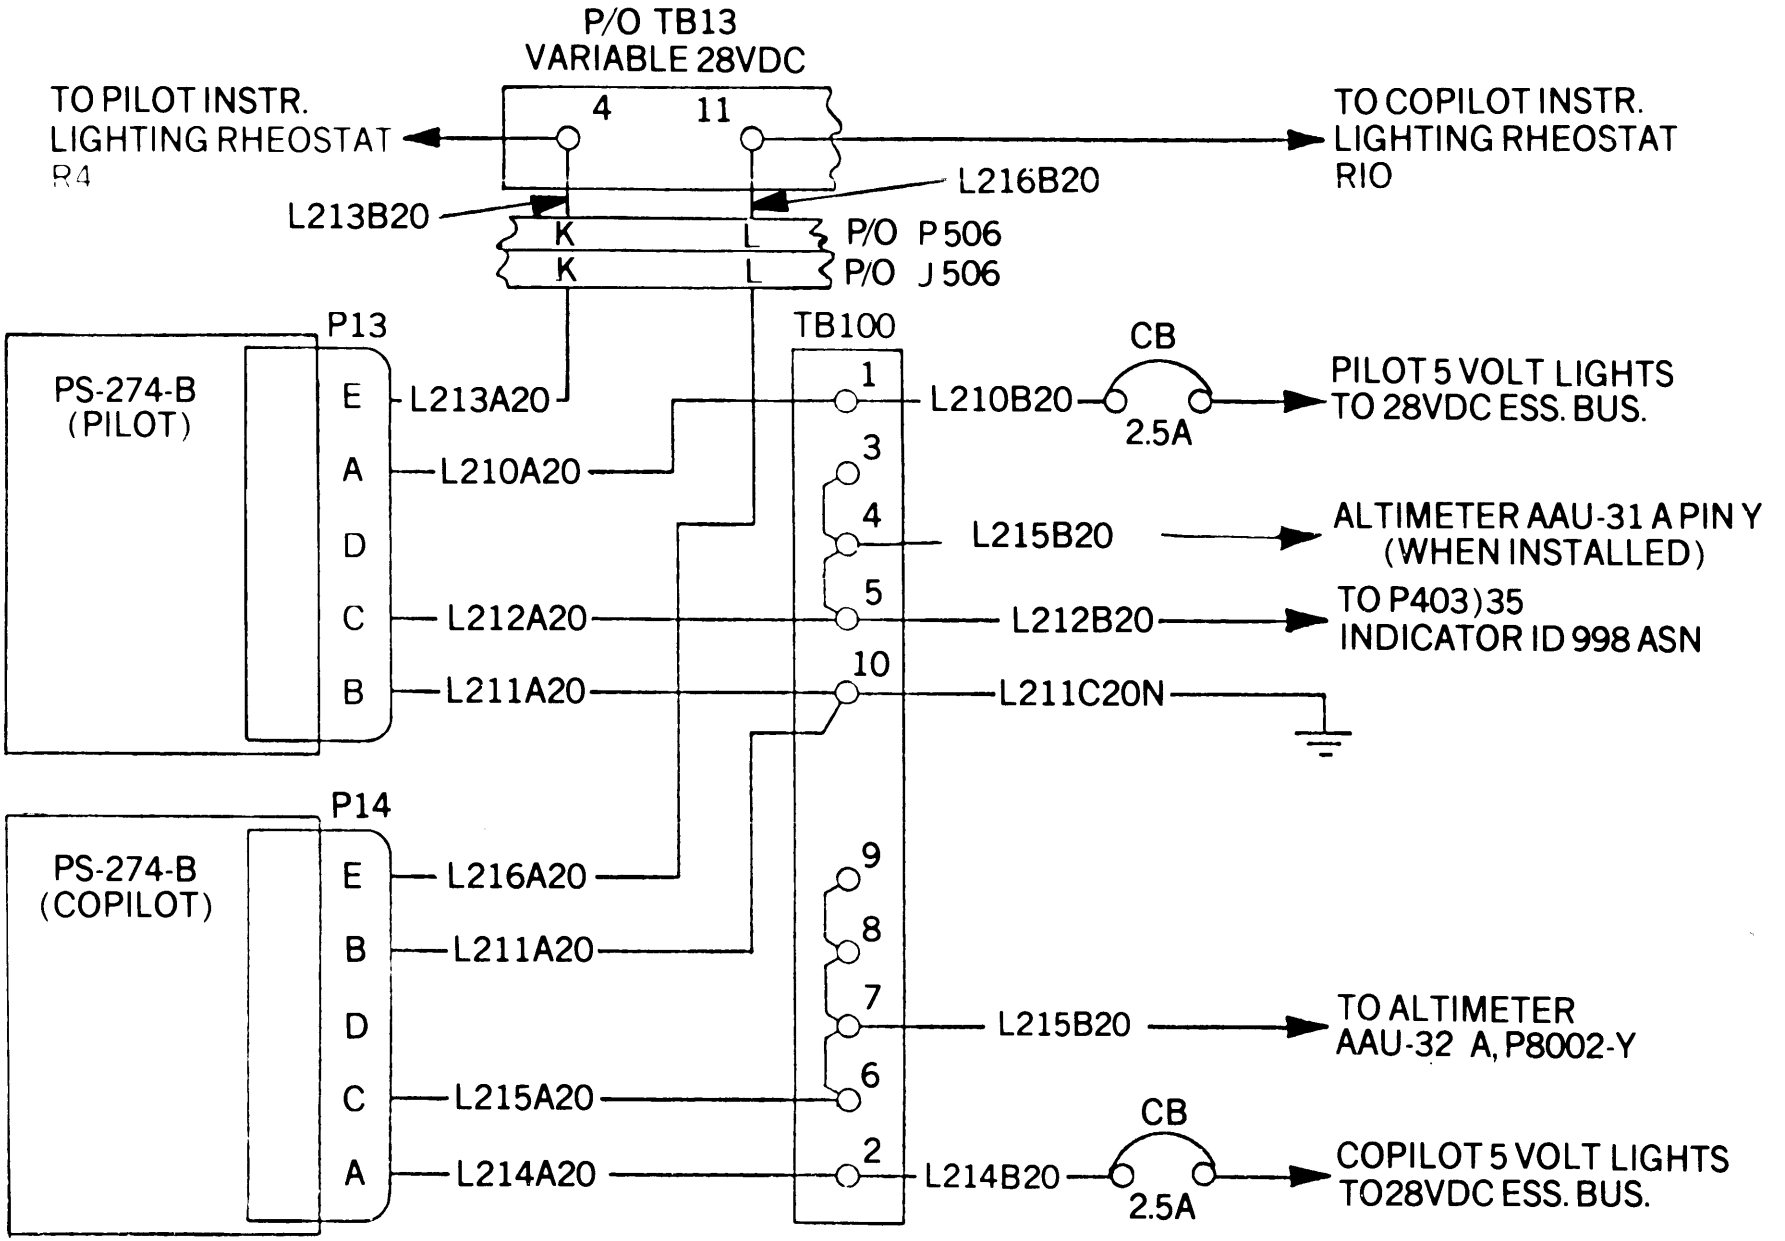 P/O TB13
VARIABLE 28VDC
TO PILOT INSTR.
LIGHTING RHEOSTAT
R4
4
11
TO COPILOT INSTR.
LIGHTING RHEOSTAT
RIO
L213B20
L216B20
K
L
P/O P506
K
L
P/O J506
P13
TB100
CB
PS-274-B
(PILOT)
E
L213A20
1
L210B20
2.5A
PILOT 5 VOLT LIGHTS
TO 28VDC ESS. BUS.
A
L210A20
3
D
4
L215B20
ALTIMETER AAU-31 A PIN Y
(WHEN INSTALLED)
C
L212A20
5
L212B20
TO P403)35
INDICATOR ID 998 ASN
B
L211A20
10
L211C20N
P14
PS-274-B
(COPILOT)
E
L216A20
9
B
L211A20
8
D
7
L215B20
TO ALTIMETER
AAU-32 A, P8002-Y
C
L215A20
6
CB
A
L214A20
2
L214B20
2.5A
COPILOT 5 VOLT LIGHTS
TO28VDC ESS. BUS.